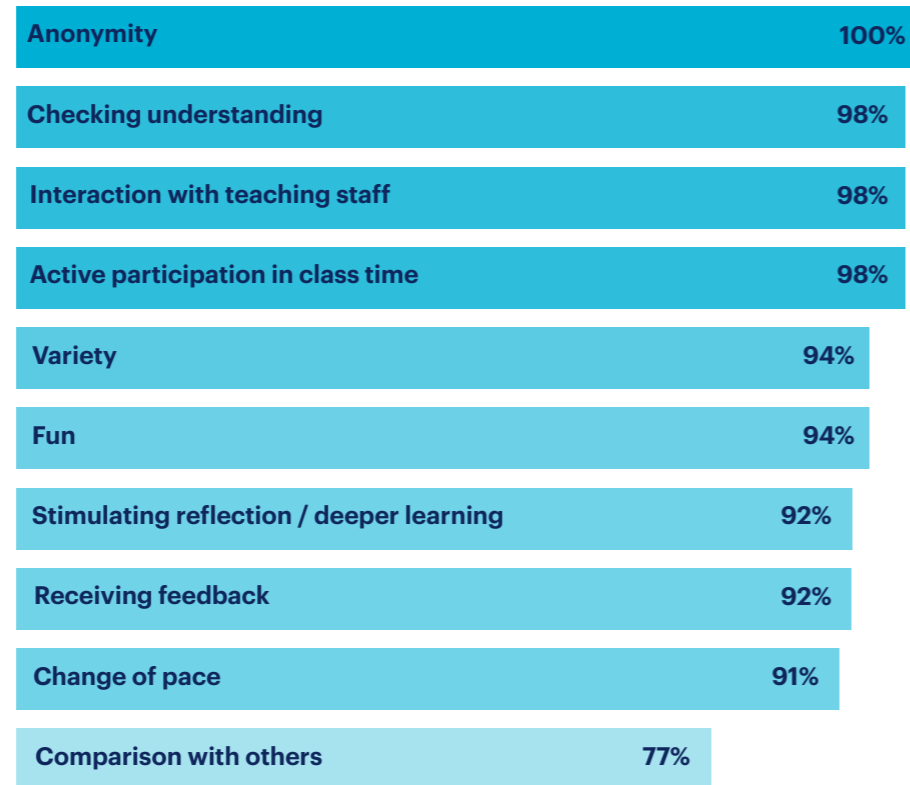 Anonymity 100%
Checking understanding 98%
Interaction with teaching staff 98%
Active participation in class time 98%
Variety 94%
Fun 94%
Stimulating reflection / deeper learning 92%
Receiving feedback 92%
Change of pace 91%
Comparison with others 77%